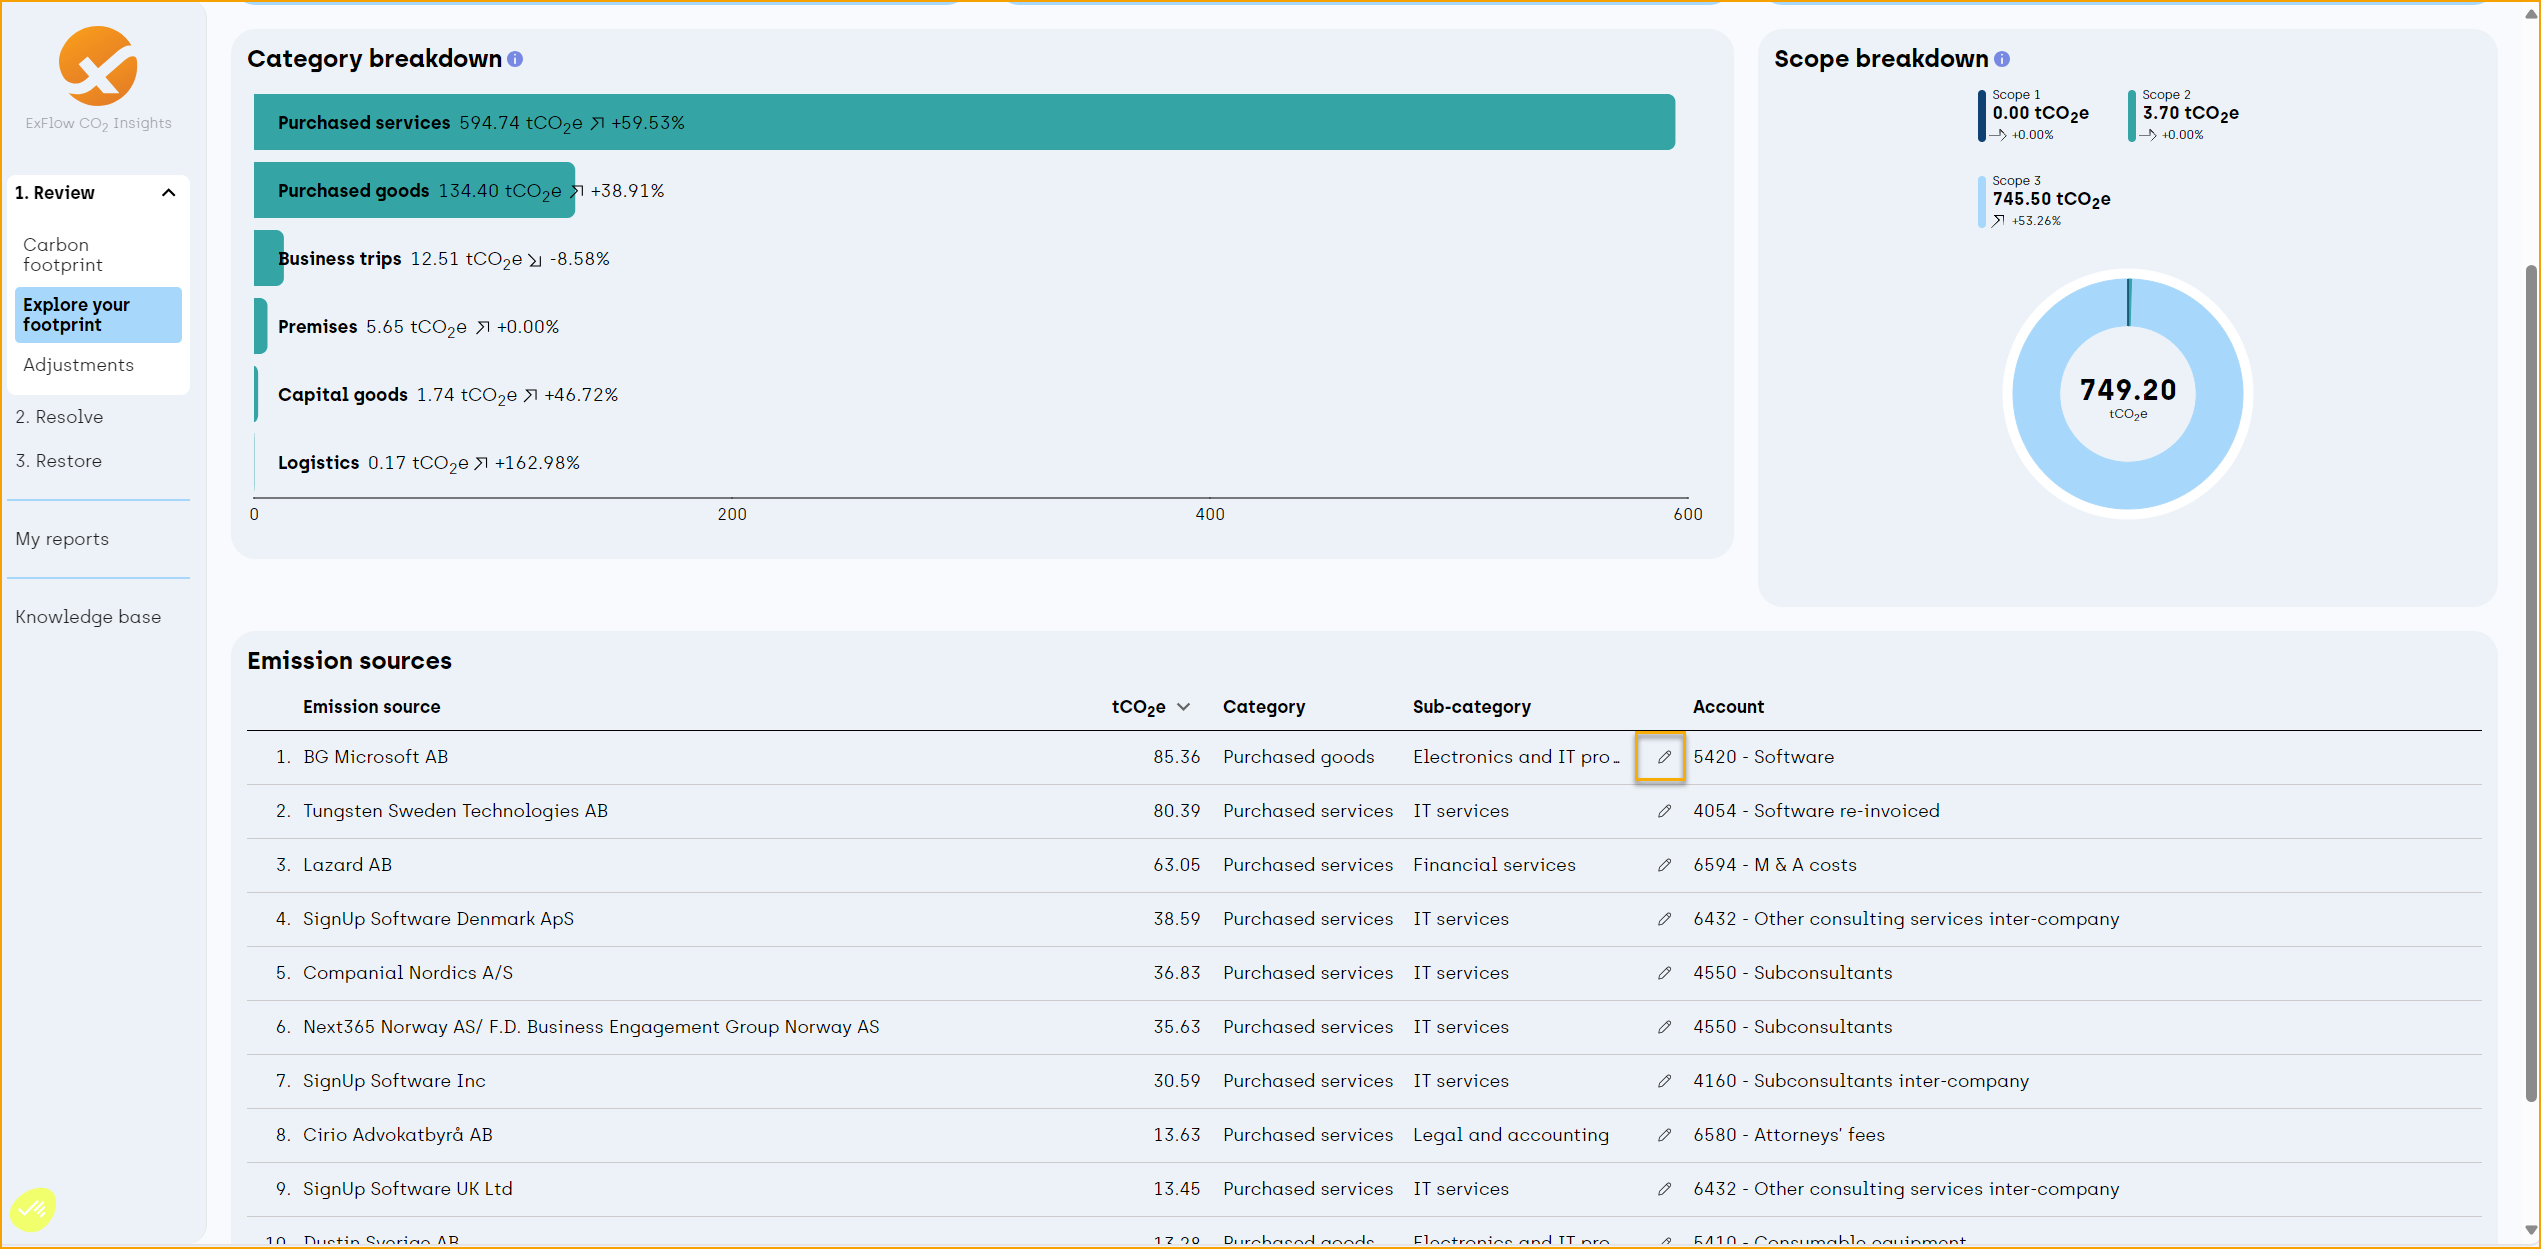 ExFlow CO2 Insights
1. Review
Carbon
footprint
Explore your
footprint
Adjustments
2. Resolve
3. Restore
My reports
Knowledge base
Category breakdown
Purchased services 594.74 tCO2e +59.53%
Purchased goods 134.40 tCO2e +38.91%
Business trips 12.51 tCO2e -8.58%
Premises 5.65 tCO2e +0.00%
Capital goods 1.74 tCO2e +46.72%
Logistics 0.17 tCO2e +162.98%
0 200 400 600
Scope breakdown
Scope 1
0.00 tCO2e
+0.00%
Scope 2
3.70 tCO2e
+0.00%
Scope 3
745.50 tCO2e
+53.26%
749.20
tCO2e
Emission sources
Emission source tCO2e Category Sub-category Account
1. BG Microsoft AB 85.36 Purchased goods Electronics and IT pro… 5420 - Software
2. Tungsten Sweden Technologies AB 80.39 Purchased services IT services 4054 - Software re-invoiced
3. Lazard AB 63.05 Purchased services Financial services 6594 - M & A costs
4. SignUp Software Denmark ApS 38.59 Purchased services IT services 6432 - Other consulting services inter-company
5. Companial Nordics A/S 36.83 Purchased services IT services 4550 - Subconsultants
6. Next365 Norway AS/ F.D. Business Engagement Group Norway AS 35.63 Purchased services IT services 4550 - Subconsultants
7. SignUp Software Inc 30.59 Purchased services IT services 4160 - Subconsultants inter-company
8. Cirio Advokatbyrå AB 13.63 Purchased services Legal and accounting 6580 - Attorneys' fees
9. SignUp Software UK Ltd 13.45 Purchased services IT services 6432 - Other consulting services inter-company
10. Dustin Sverige AB 13.28 Purchased goods Electronics and IT pro… 5410 - Consumable equipment